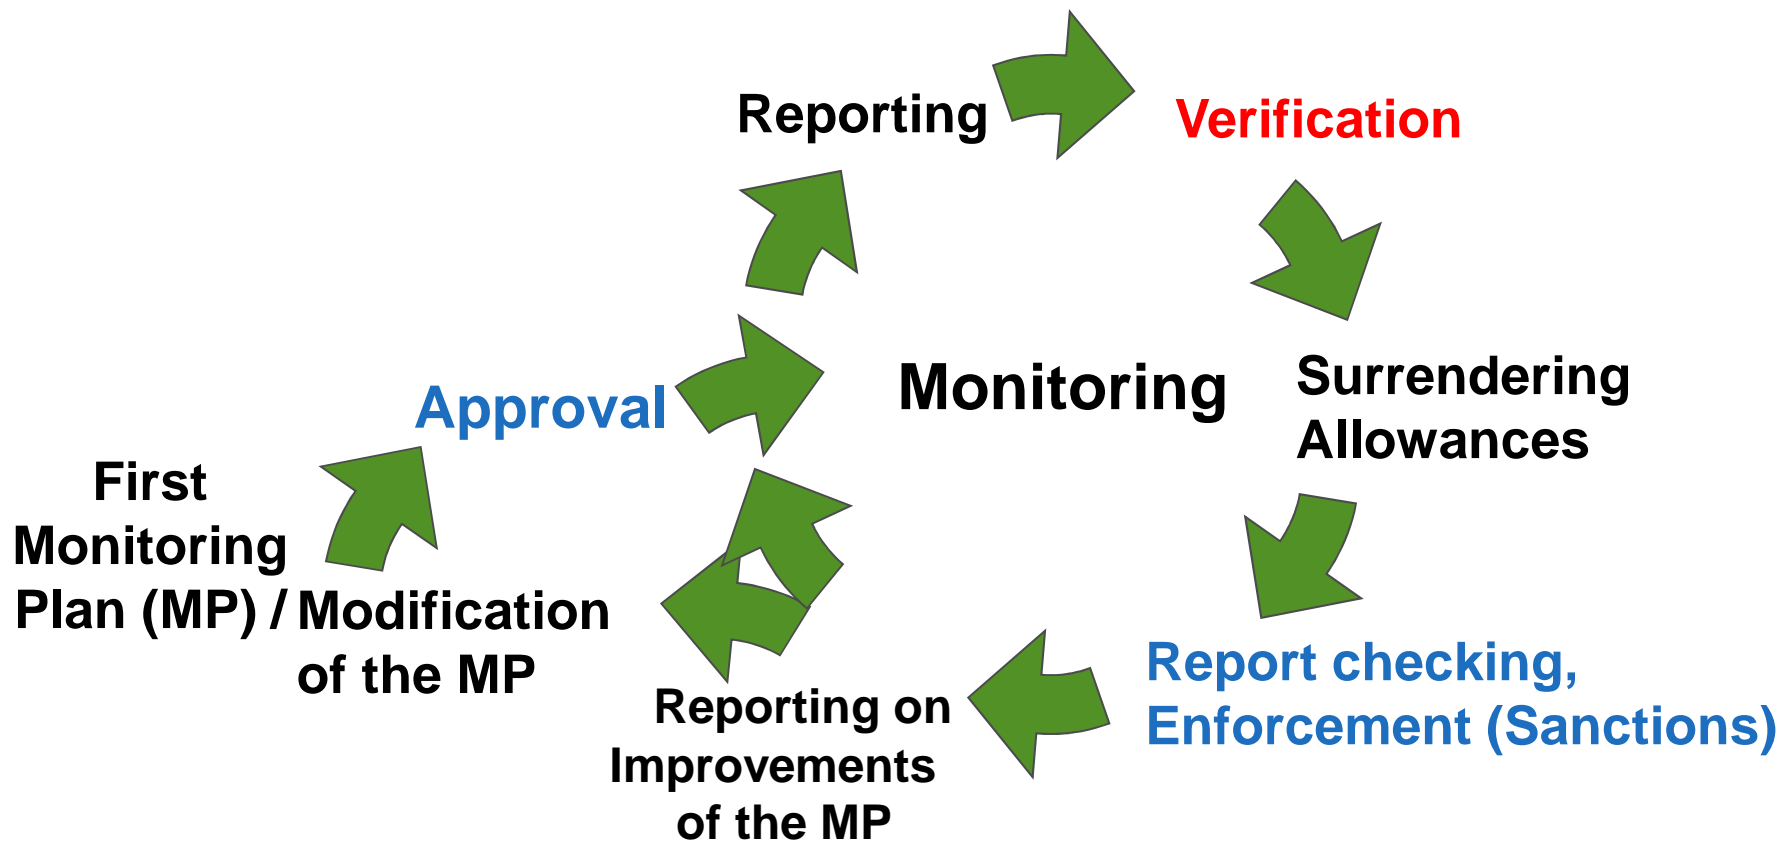 Reporting
Verification
Monitoring
Surrendering
Allowances
Approval
First
Monitoring
Plan (MP) / Modification
of the MP
Report checking,
Enforcement (Sanctions)
Reporting on
Improvements
of the MP